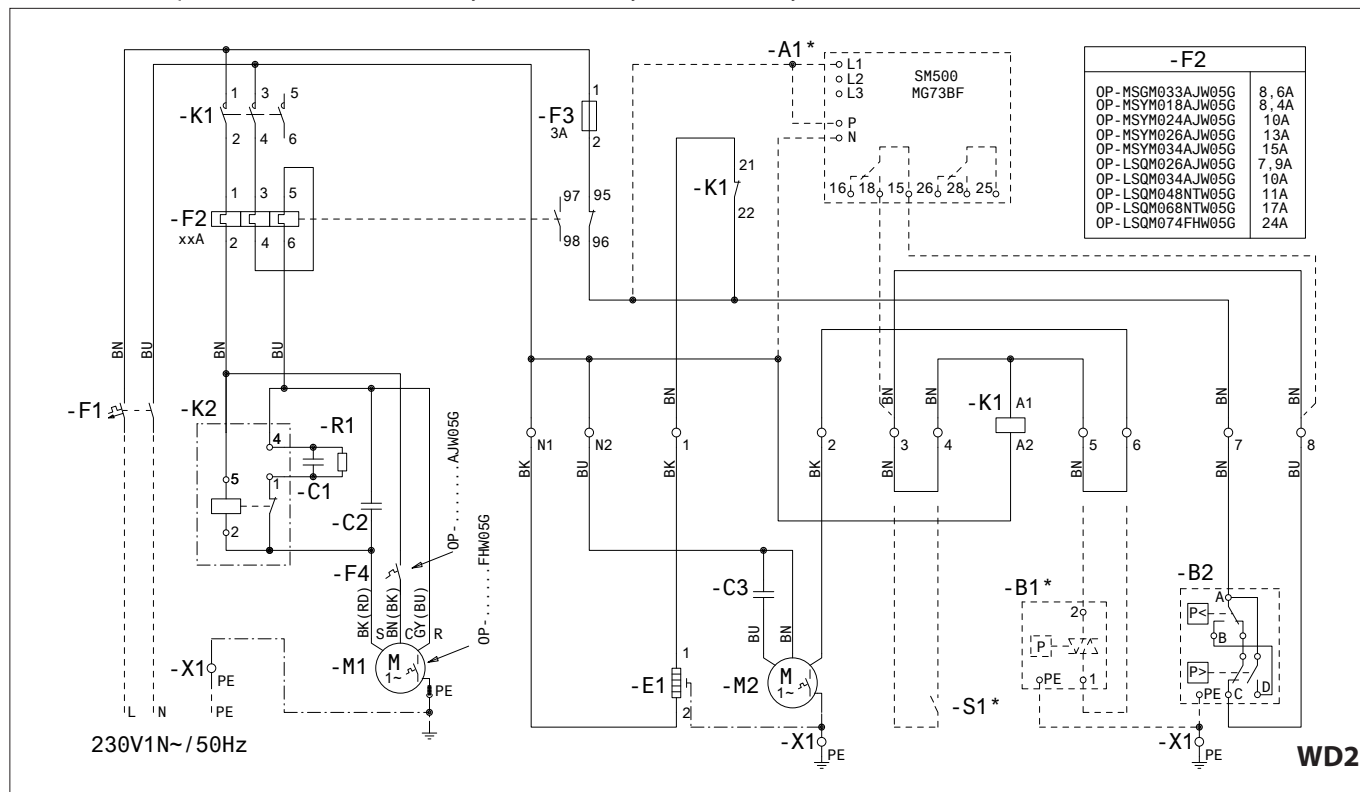 -A1*
L1
L2
L3
SM500
MG73BF
P
N
16 18 15 26 28 25
-F2
OP-MSGM033AJW05G 8,6A
OP-MSYM018AJW05G 8,4A
OP-MSYM024AJW05G 10A
OP-MSYM026AJW05G 13A
OP-MSYM034AJW05G 15A
OP-LSQM026AJW05G 7,9A
OP-LSQM034AJW05G 10A
OP-LSQM048NTW05G 11A
OP-LSQM068NTW05G 17A
OP-LSQM074FHW05G 24A
-K1
1 3 5
2 4 6
-F3
3A
1
2
-K1
21
22
-F2
xxA
1 3 5
2 4 6
97 95
98 96
BN BU BN BU BN BN BN BN BN BN BN
-F1
-K2
4
5
1
2
-R1
-C1
-C2
-F4
OP-.......AJW05G
OP-.......FHW05G
N1 N2 1 2 3 4
-K1
A1
A2
5 6 7 8
BK BU BK BK BN BN BN BN BU
BK(RD)
BN(BK)
GY(BU)
S C R
-M1
M
1~
PE
-X1
PE
L N PE
230V1N~/50Hz
-C3
BU BN
-E1
1
2
-M2
M
1~
-X1
PE
-S1*
-B1*
2
P
PE 1
-B2
A
P<
B
P>
PE C D
-X1
PE
WD2